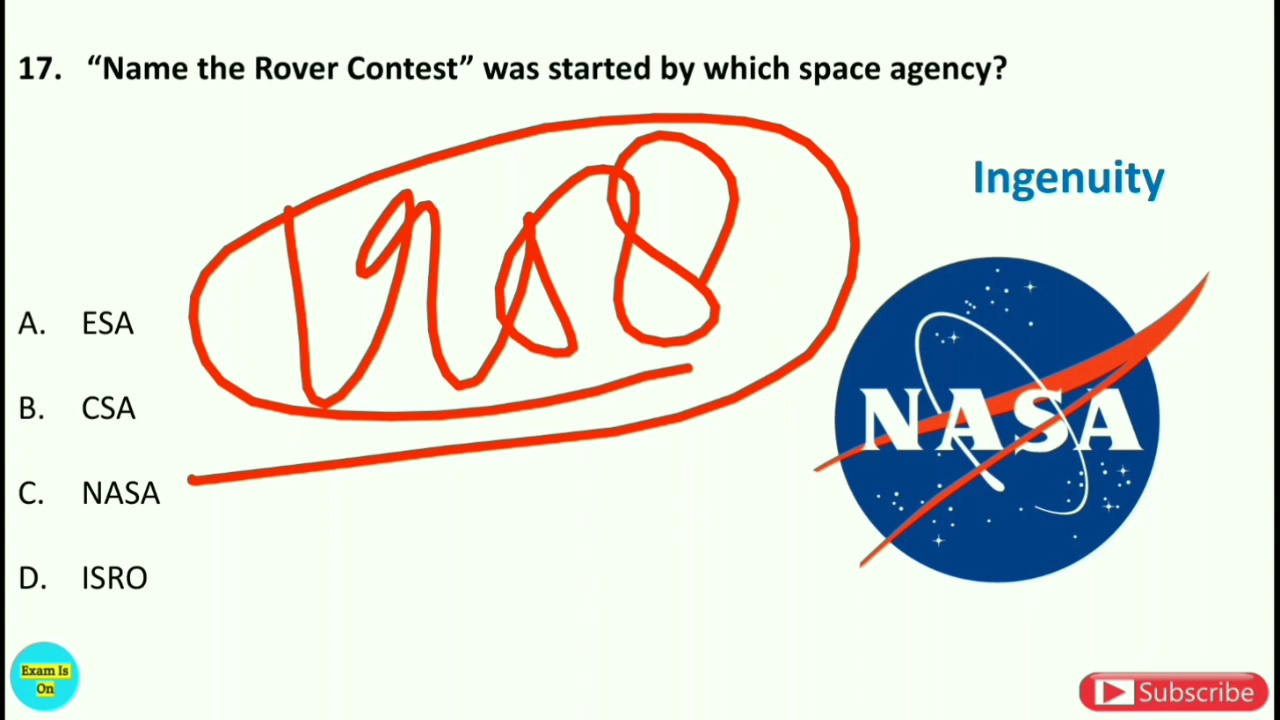 17. “Name the Rover Contest” was started by which space agency?
Ingenuity
A. ESA
B. CSA
C. NASA
D. ISRO
NASA
Exam Is
On
Subscribe